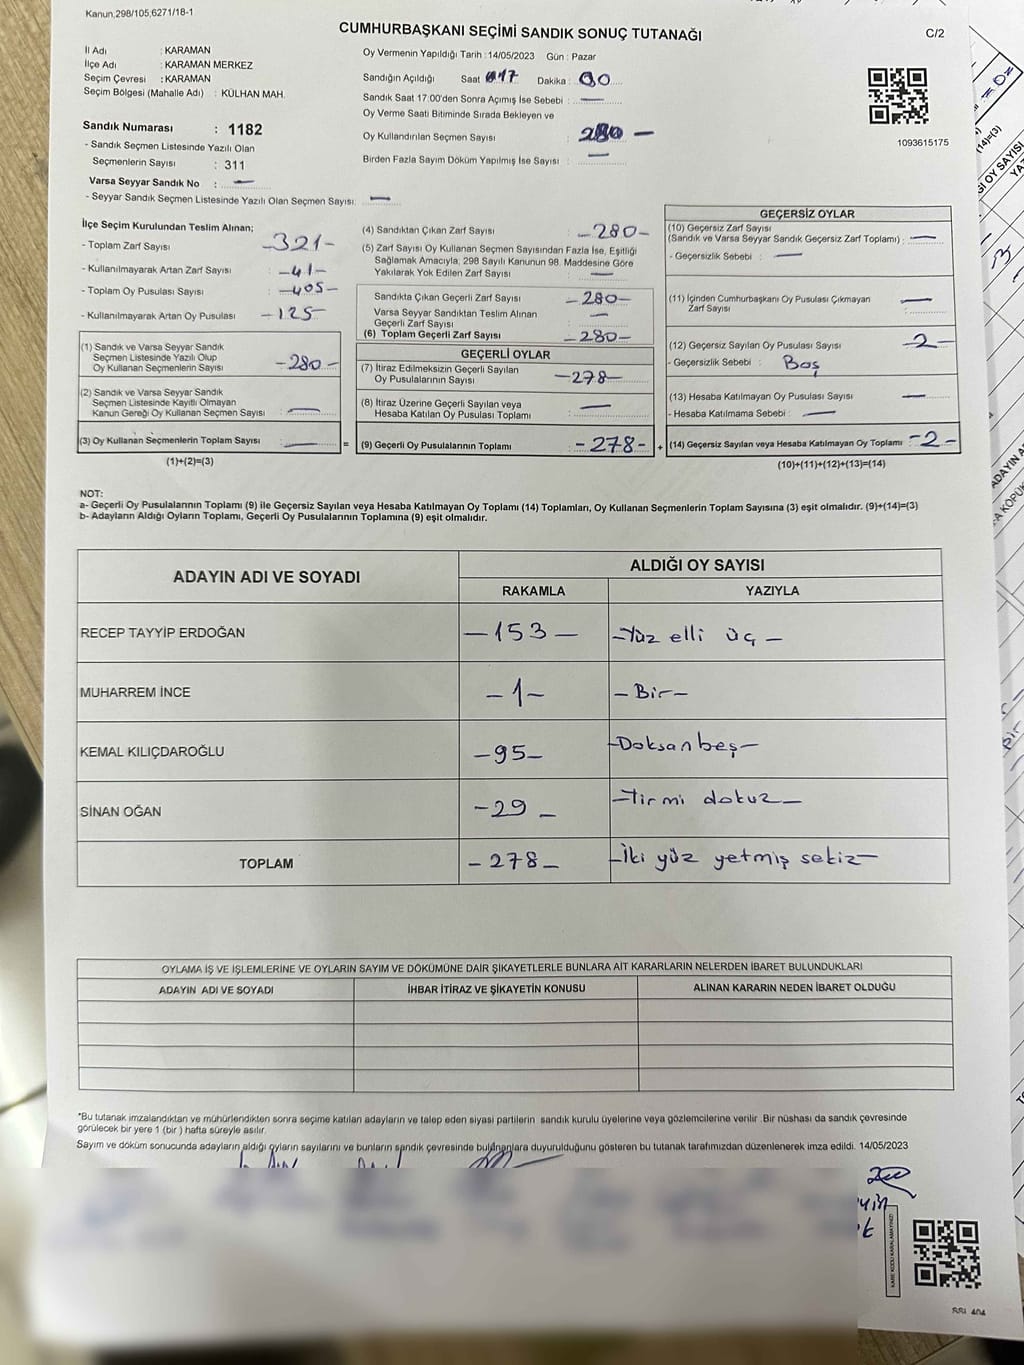 Kanun,298/105,6271/18-1
CUMHURBAŞKANI SEÇİMİ SANDIK SONUÇ TUTANAĞI
C/2
İl Adı : KARAMAN
İlçe Adı : KARAMAN MERKEZ
Seçim Çevresi : KARAMAN
Seçim Bölgesi (Mahalle Adı) : KÜLHAN MAH.
Sandık Numarası : 1182
- Sandık Seçmen Listesinde Yazılı Olan
Seçmenlerin Sayısı : 311
Varsa Seyyar Sandık No : —
- Seyyar Sandık Seçmen Listesinde Yazılı Olan Seçmen Sayısı: —
Oy Vermenin Yapıldığı Tarih :14/05/2023 Gün : Pazar
Sandığın Açıldığı Saat 17 Dakika : 00
Sandık Saat 17:00'den Sonra Açımış İse Sebebi : —
Oy Verme Saati Bitiminde Sırada Bekleyen ve
Oy Kullandırılan Seçmen Sayısı : 280 —
Birden Fazla Sayım Döküm Yapılmış İse Sayısı : —
1093615175
İlçe Seçim Kurulundan Teslim Alınan;
- Toplam Zarf Sayısı -321-
- Kullanılmayarak Artan Zarf Sayısı : -41-
- Toplam Oy Pusulası Sayısı : -405-
- Kullanılmayarak Artan Oy Pusulası : -125
(1) Sandık ve Varsa Seyyar Sandık
Seçmen Listesinde Yazılı Olup
Oy Kullanan Seçmenlerin Sayısı : -280-
(2) Sandık ve Varsa Seyyar Sandık
Seçmen Listesinde Kayıtlı Olmayan
Kanun Gereği Oy Kullanan Seçmen Sayısı : —
(3) Oy Kullanan Seçmenlerin Toplam Sayısı : — =
(1)+(2)=(3)
(4) Sandıktan Çıkan Zarf Sayısı : -280-
(5) Zarf Sayısı Oy Kullanan Seçmen Sayısından Fazla İse, Eşitliği
Sağlamak Amacıyla, 298 Sayılı Kanunun 98. Maddesine Göre
Yakılarak Yok Edilen Zarf Sayısı : —
Sandıkta Çıkan Geçerli Zarf Sayısı : -280-
Varsa Seyyar Sandıktan Teslim Alınan
Geçerli Zarf Sayısı : —
(6) Toplam Geçerli Zarf Sayısı : -280-
GEÇERLİ OYLAR
(7) İtiraz Edilmeksizin Geçerli Sayılan
Oy Pusulalarının Sayısı : -278-
(8) İtiraz Üzerine Geçerli Sayılan veya
Hesaba Katılan Oy Pusulası Toplamı : —
(9) Geçerli Oy Pusulalarının Toplamı : -278- +
GEÇERSİZ OYLAR
(10) Geçersiz Zarf Sayısı
(Sandık ve Varsa Seyyar Sandık Geçersiz Zarf Toplamı) : —
- Geçersizlik Sebebi : —
(11) İçinden Cumhurbaşkanı Oy Pusulası Çıkmayan
Zarf Sayısı : —
(12) Geçersiz Sayılan Oy Pusulası Sayısı -2-
- Geçersizlik Sebebi : Boş
(13) Hesaba Katılmayan Oy Pusulası Sayısı —
- Hesaba Katılmama Sebebi : —
(14) Geçersiz Sayılan veya Hesaba Katılmayan Oy Toplamı : -2-
(10)+(11)+(12)+(13)=(14)
NOT:
a- Geçerli Oy Pusulalarının Toplamı (9) ile Geçersiz Sayılan veya Hesaba Katılmayan Oy Toplamı (14) Toplamları, Oy Kullanan Seçmenlerin Toplam Sayısına (3) eşit olmalıdır. (9)+(14)=(3)
b- Adayların Aldığı Oyların Toplamı, Geçerli Oy Pusulalarının Toplamına (9) eşit olmalıdır.
ADAYIN ADI VE SOYADI
ALDIĞI OY SAYISI
RAKAMLA YAZIYLA
RECEP TAYYİP ERDOĞAN -153- -Yüz elli üç-
MUHARREM İNCE -1- -Bir-
KEMAL KILIÇDAROĞLU -95- -Doksan beş-
SİNAN OĞAN -29- -Yirmi dokuz-
TOPLAM -278- -İki yüz yetmiş sekiz-
OYLAMA İŞ VE İŞLEMLERİNE VE OYLARIN SAYIM VE DÖKÜMÜNE DAİR ŞİKAYETLERLE BUNLARA AİT KARARLARIN NELERDEN İBARET BULUNDUKLARI
ADAYIN ADI VE SOYADI İHBAR İTİRAZ VE ŞİKAYETİN KONUSU ALINAN KARARIN NEDEN İBARET OLDUĞU
*Bu tutanak imzalandıktan ve mühürlendikten sonra seçime katılan adayların ve talep eden siyasi partilerin sandık kurulu üyelerine veya gözlemcilerine verilir. Bir nüshası da sandık çevresinde
görülecek bir yere 1 (bir) hafta süreyle asılır.
Sayım ve döküm sonucunda adayların aldığı oyların sayılarını ve bunların sandık çevresinde bulunanlara duyurulduğunu gösteren bu tutanak tarafımızdan düzenlenerek imza edildi. 14/05/2023
KARE KODU KARALAMAYINIZ!